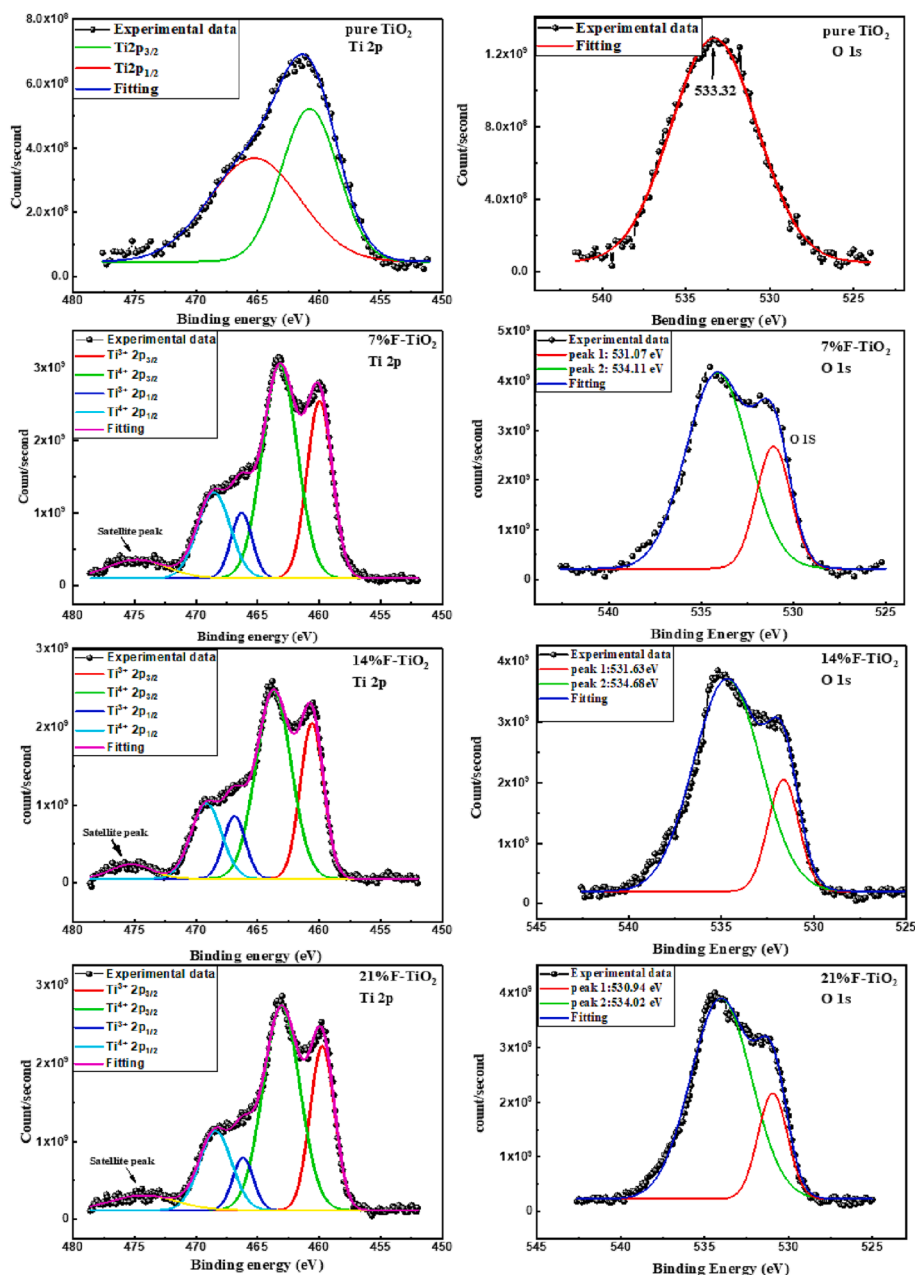 Experimental data
Ti2p3/2
Ti2p1/2
Fitting
pure TiO2
Ti 2p
8.0x10⁸
6.0x10⁸
4.0x10⁸
2.0x10⁸
0.0
Count/second
480 475 470 465 460 455 450
Binding energy (eV)
Experimental data
Fitting
pure TiO2
O 1s
533.32
1.2x10⁹
9.0x10⁸
6.0x10⁸
3.0x10⁸
0.0
Count/second
540 535 530 525
Bending energy (eV)
Experimental data
Ti³⁺ 2p3/2
Ti⁴⁺ 2p3/2
Ti³⁺ 2p1/2
Ti⁴⁺ 2p1/2
Fitting
7%F-TiO2
Ti 2p
Satellite peak
3x10⁹
2x10⁹
1x10⁹
0
Count/second
480 475 470 465 460 455 450
Binding energy (eV)
Experimental data
peak 1: 531.07 eV
peak 2: 534.11 eV
Fitting
7%F-TiO2
O 1s
O 1S
5x10⁹
4x10⁹
3x10⁹
2x10⁹
1x10⁹
0
count/second
540 535 530 525
Binding Energy (eV)
Experimental data
Ti³⁺ 2p3/2
Ti⁴⁺ 2p3/2
Ti³⁺ 2p1/2
Ti⁴⁺ 2p1/2
Fitting
14%F-TiO2
Ti 2p
Satellite peak
3x10⁹
2x10⁹
1x10⁹
0
count/second
480 475 470 465 460 455 450
Binding energy (eV)
Experimental data
peak 1:531.63eV
peak 2:534.68eV
Fitting
14%F-TiO2
O 1s
4x10⁹
3x10⁹
2x10⁹
1x10⁹
0
Count/second
545 540 535 530 525
Binding Energy (eV)
Experimental data
Ti³⁺ 2p3/2
Ti⁴⁺ 2p3/2
Ti³⁺ 2p1/2
Ti⁴⁺ 2p1/2
Fitting
21%F-TiO2
Ti 2p
Satellite peak
3x10⁹
2x10⁹
1x10⁹
0
Count/second
480 475 470 465 460 455 450
Binding energy (eV)
Experimental data
peak 1:530.94 eV
peak 2:534.02 eV
Fitting
21%F-TiO2
O 1s
4x10⁹
3x10⁹
2x10⁹
1x10⁹
0
count/second
545 540 535 530 525
Binding Energy (eV)